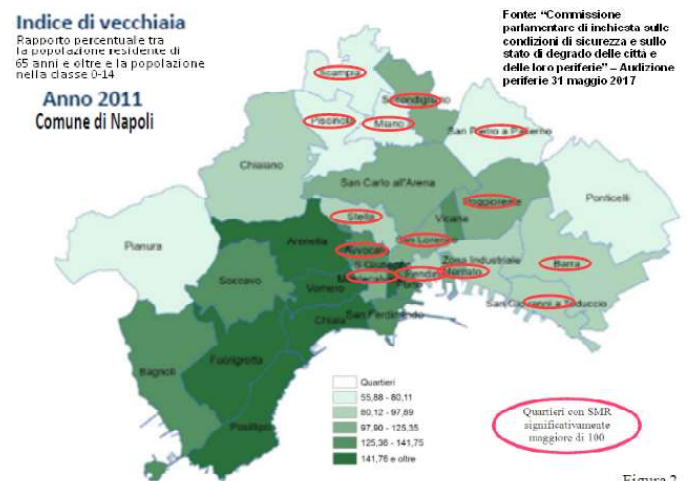 Indice di vecchiaia
Rapporto percentuale tra
la popolazione residente di
65 anni e oltre e la popolazione
nella classe 0-14
Anno 2011
Comune di Napoli
Fonte: "Commissione
parlamentare di inchiesta sulle
condizioni di sicurezza e sullo
stato di degrado delle città e
delle loro periferie" – Audizione
periferie 31 maggio 2017
Scampia
Piscinola
Miano
San Pietro a Patierno
Chiaiano
San Carlo all'Arena
Poggioreale
Ponticelli
Pianura
Stella
Vicaria
Arenella
San Lorenzo
Zona Industriale
Barra
Soccavo
Vomero
Porto
San Giovanni a Teduccio
Chiaia
San Ferdinando
Bagnoli
Fuorigrotta
Posillipo
Quartieri
55,88 - 80,11
80,12 - 97,89
97,90 - 125,35
125,36 - 141,75
141,76 e oltre
Quartieri con SMR
significativamente
maggiore di 100
Figura 2